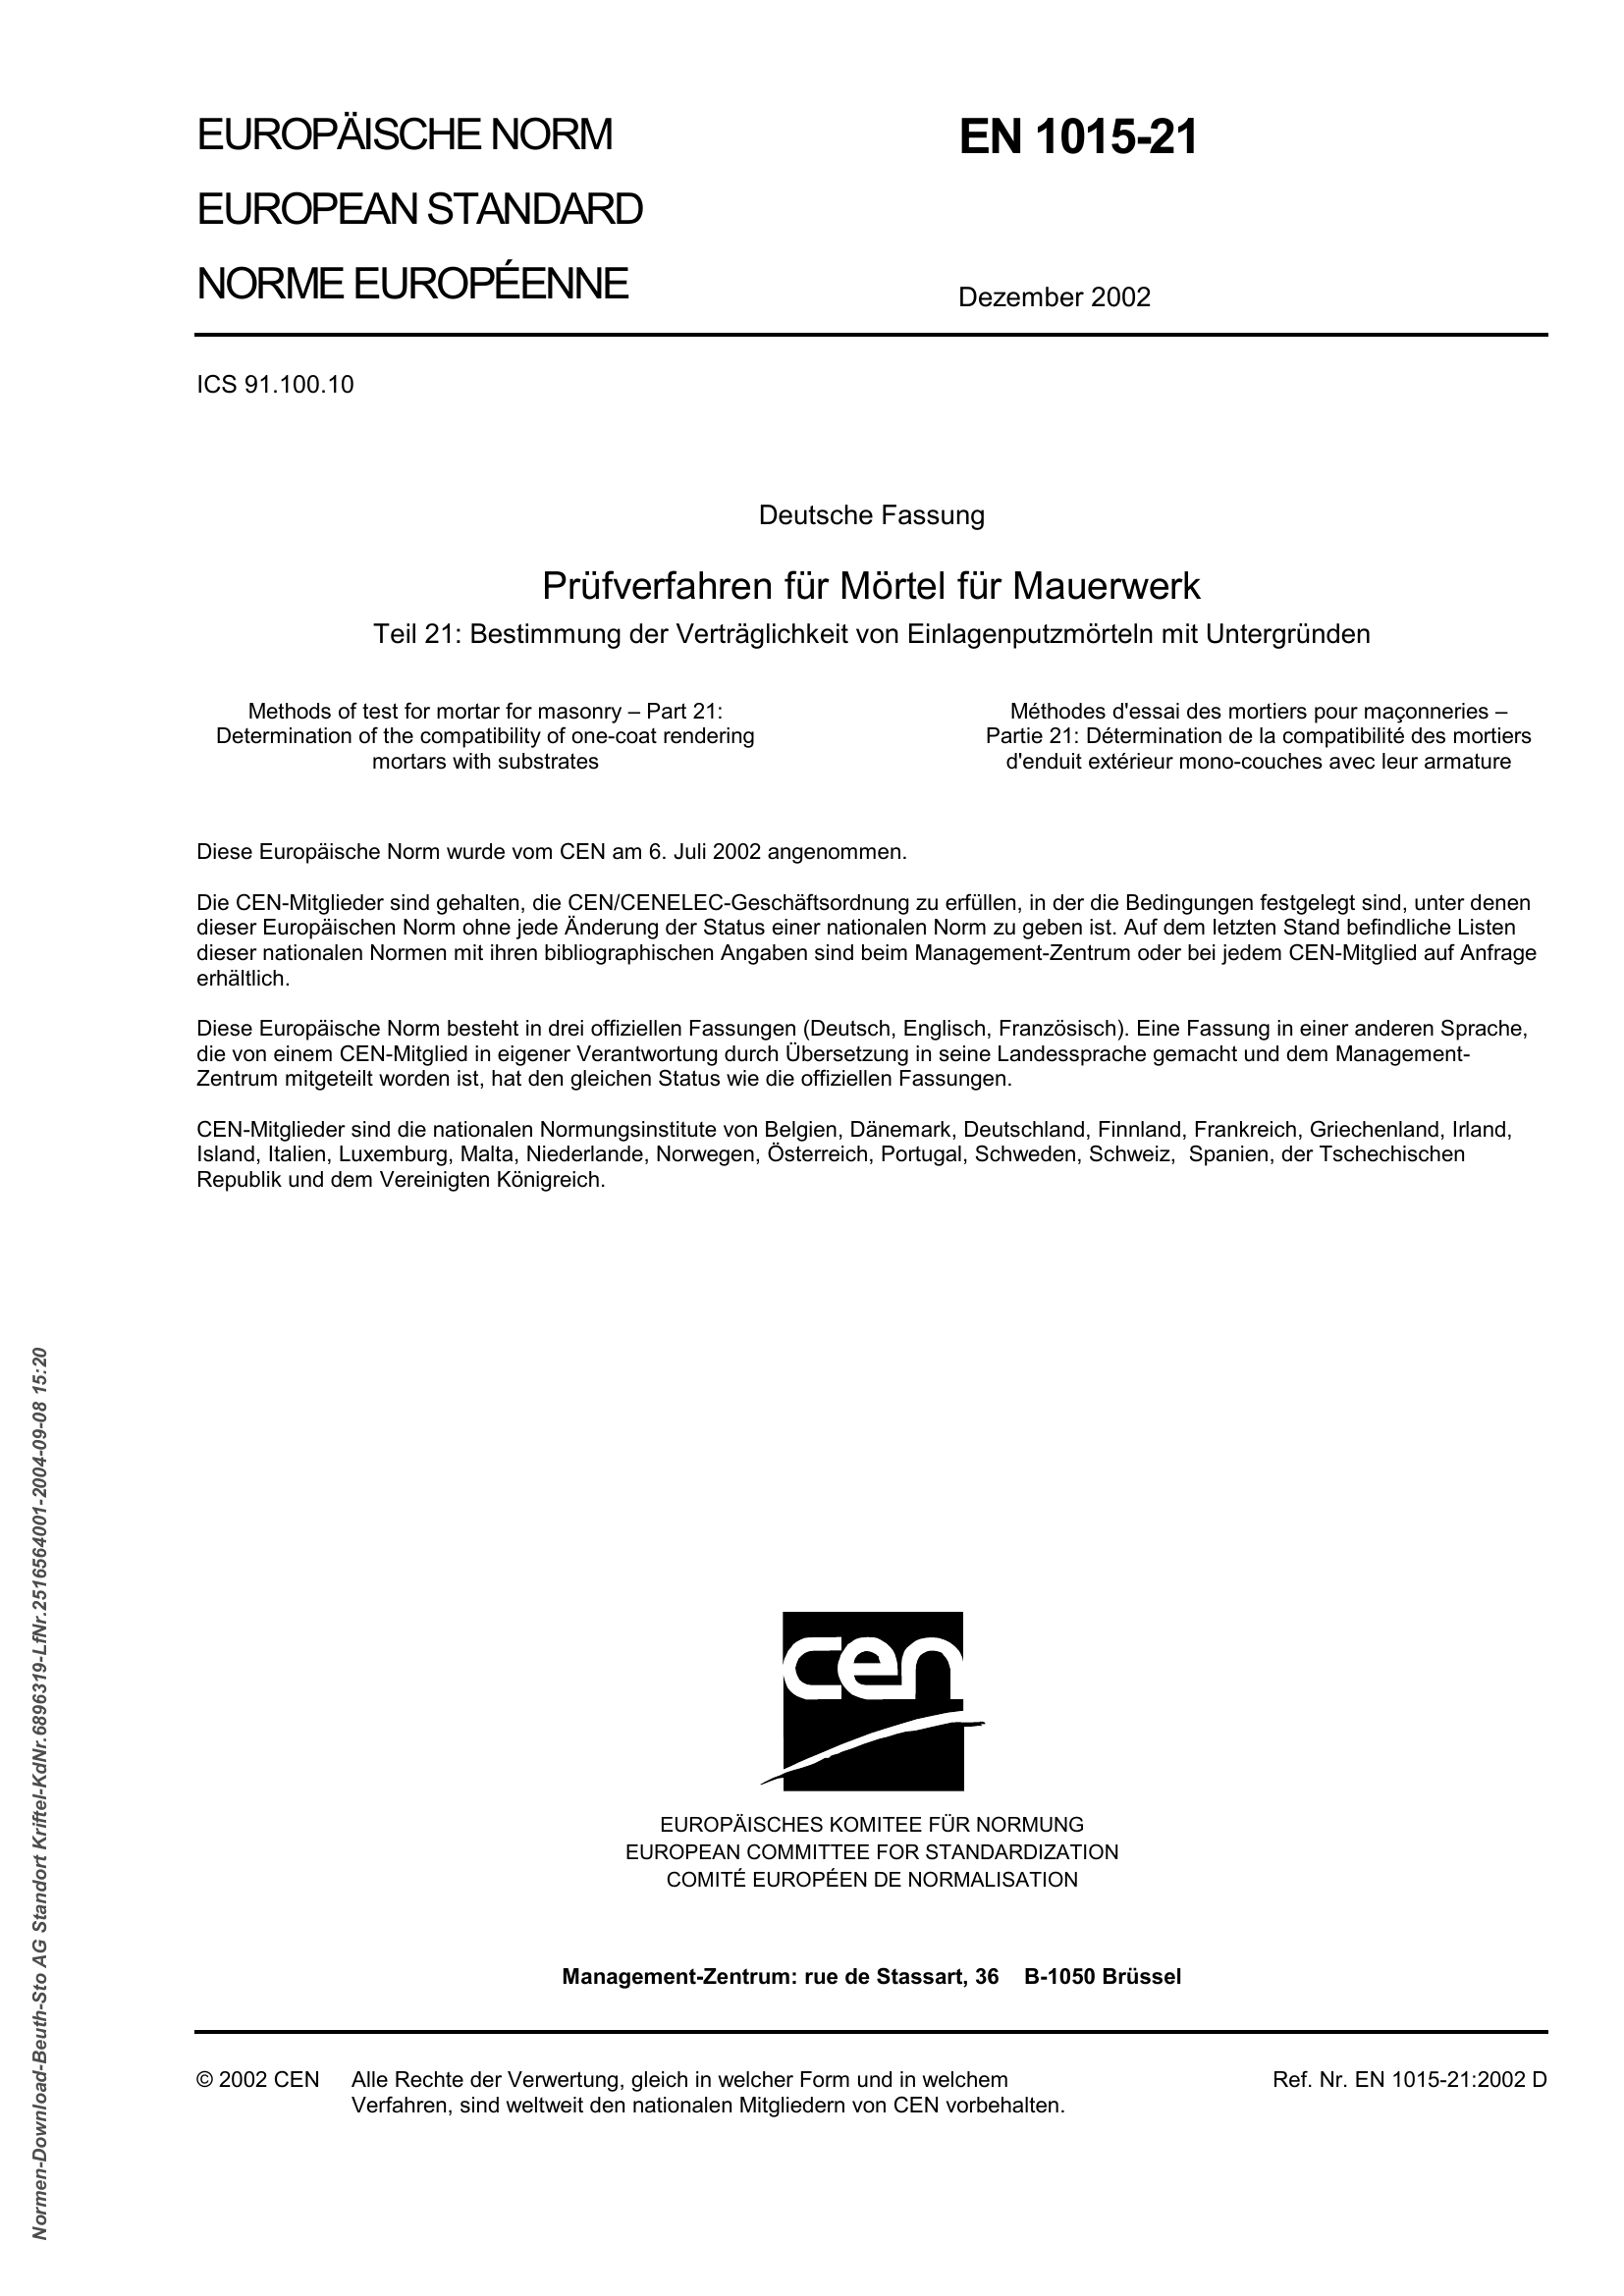 EUROPÄISCHE NORM
EN 1015-21
EUROPEAN STANDARD
NORME EUROPÉENNE
Dezember 2002
ICS 91.100.10
Deutsche Fassung
Prüfverfahren für Mörtel für Mauerwerk
Teil 21: Bestimmung der Verträglichkeit von Einlagenputzmörteln mit Untergründen
Methods of test for mortar for masonry – Part 21:
Determination of the compatibility of one-coat rendering
mortars with substrates
Méthodes d'essai des mortiers pour maçonneries –
Partie 21: Détermination de la compatibilité des mortiers
d'enduit extérieur mono-couches avec leur armature
Diese Europäische Norm wurde vom CEN am 6. Juli 2002 angenommen.
Die CEN-Mitglieder sind gehalten, die CEN/CENELEC-Geschäftsordnung zu erfüllen, in der die Bedingungen festgelegt sind, unter denen
dieser Europäischen Norm ohne jede Änderung der Status einer nationalen Norm zu geben ist. Auf dem letzten Stand befindliche Listen
dieser nationalen Normen mit ihren bibliographischen Angaben sind beim Management-Zentrum oder bei jedem CEN-Mitglied auf Anfrage
erhältlich.
Diese Europäische Norm besteht in drei offiziellen Fassungen (Deutsch, Englisch, Französisch). Eine Fassung in einer anderen Sprache,
die von einem CEN-Mitglied in eigener Verantwortung durch Übersetzung in seine Landessprache gemacht und dem Management-
Zentrum mitgeteilt worden ist, hat den gleichen Status wie die offiziellen Fassungen.
CEN-Mitglieder sind die nationalen Normungsinstitute von Belgien, Dänemark, Deutschland, Finnland, Frankreich, Griechenland, Irland,
Island, Italien, Luxemburg, Malta, Niederlande, Norwegen, Österreich, Portugal, Schweden, Schweiz, Spanien, der Tschechischen
Republik und dem Vereinigten Königreich.
cen
EUROPÄISCHES KOMITEE FÜR NORMUNG
EUROPEAN COMMITTEE FOR STANDARDIZATION
COMITÉ EUROPÉEN DE NORMALISATION
Management-Zentrum: rue de Stassart, 36 B-1050 Brüssel
© 2002 CEN
Alle Rechte der Verwertung, gleich in welcher Form und in welchem
Verfahren, sind weltweit den nationalen Mitgliedern von CEN vorbehalten.
Ref. Nr. EN 1015-21:2002 D
Normen-Download-Beuth-Sto AG Standort Kriftel-KdNr.6896319-LfNr.2516564001-2004-09-08 15:20